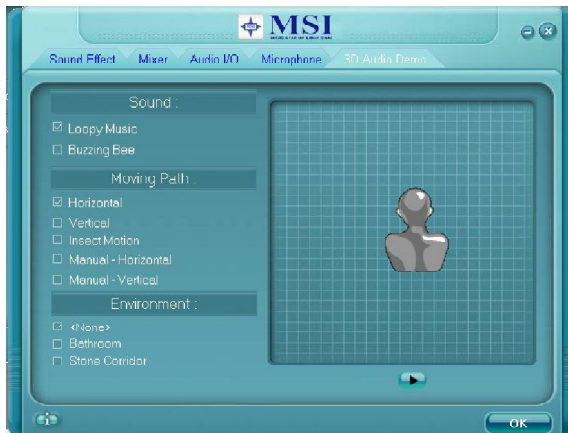 MSI
Sound Effect Mixer Audio I/O Microphone 3D Audio Demo
Sound :
Loopy Music
Buzzing Bee
Moving Path :
Horizontal
Vertical
Insect Motion
Manual - Horizontal
Manual - Vertical
Environment :
<None>
Bathroom
Stone Corridor
OK